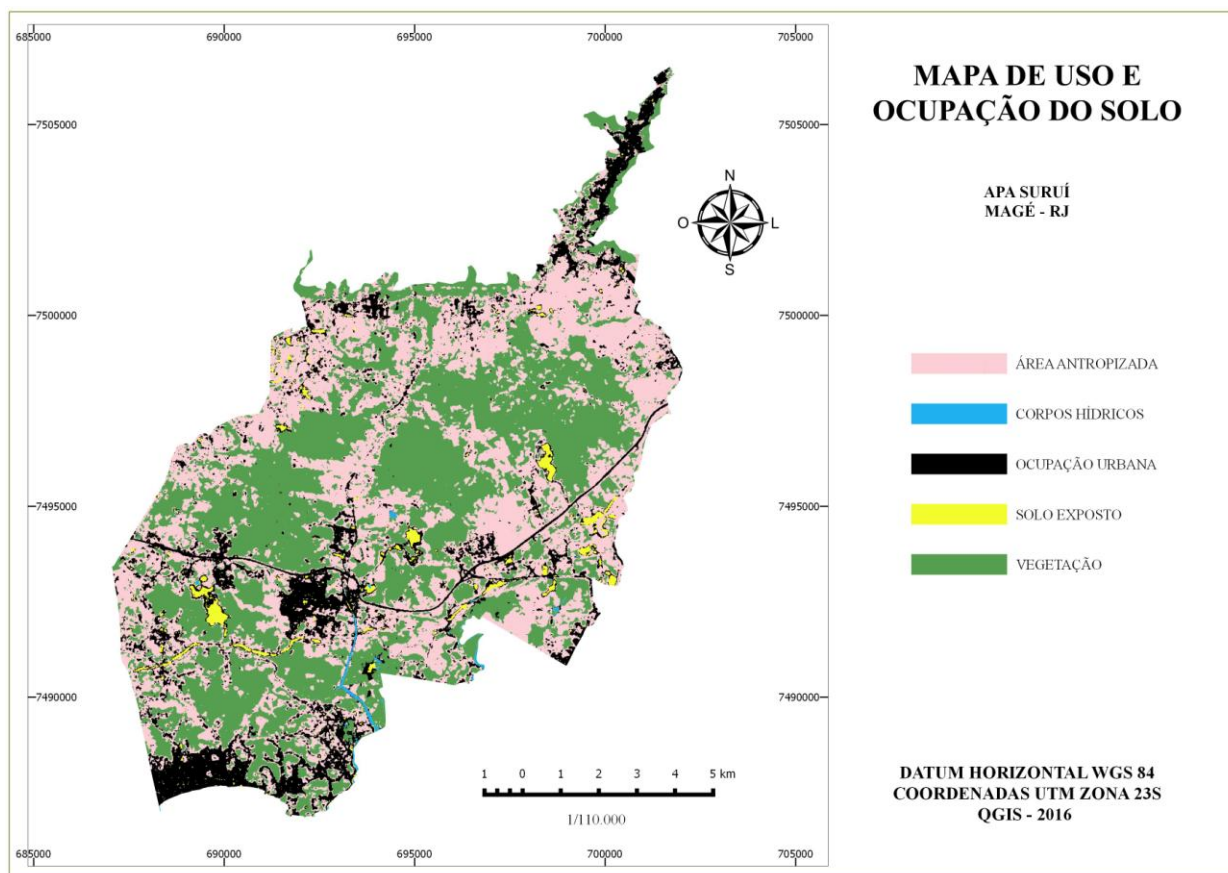 685000 690000 695000 700000 705000
MAPA DE USO E
OCUPAÇÃO DO SOLO
7505000 7505000
APA SURUÍ
MAGÉ - RJ
N
O L
S
7500000 7500000
ÁREA ANTROPIZADA
CORPOS HÍDRICOS
OCUPAÇÃO URBANA
7495000 7495000
SOLO EXPOSTO
VEGETAÇÃO
7490000 7490000
1 0 1 2 3 4 5 km
1/110.000
DATUM HORIZONTAL WGS 84
COORDENADAS UTM ZONA 23S
QGIS - 2016
685000 690000 695000 700000 705000